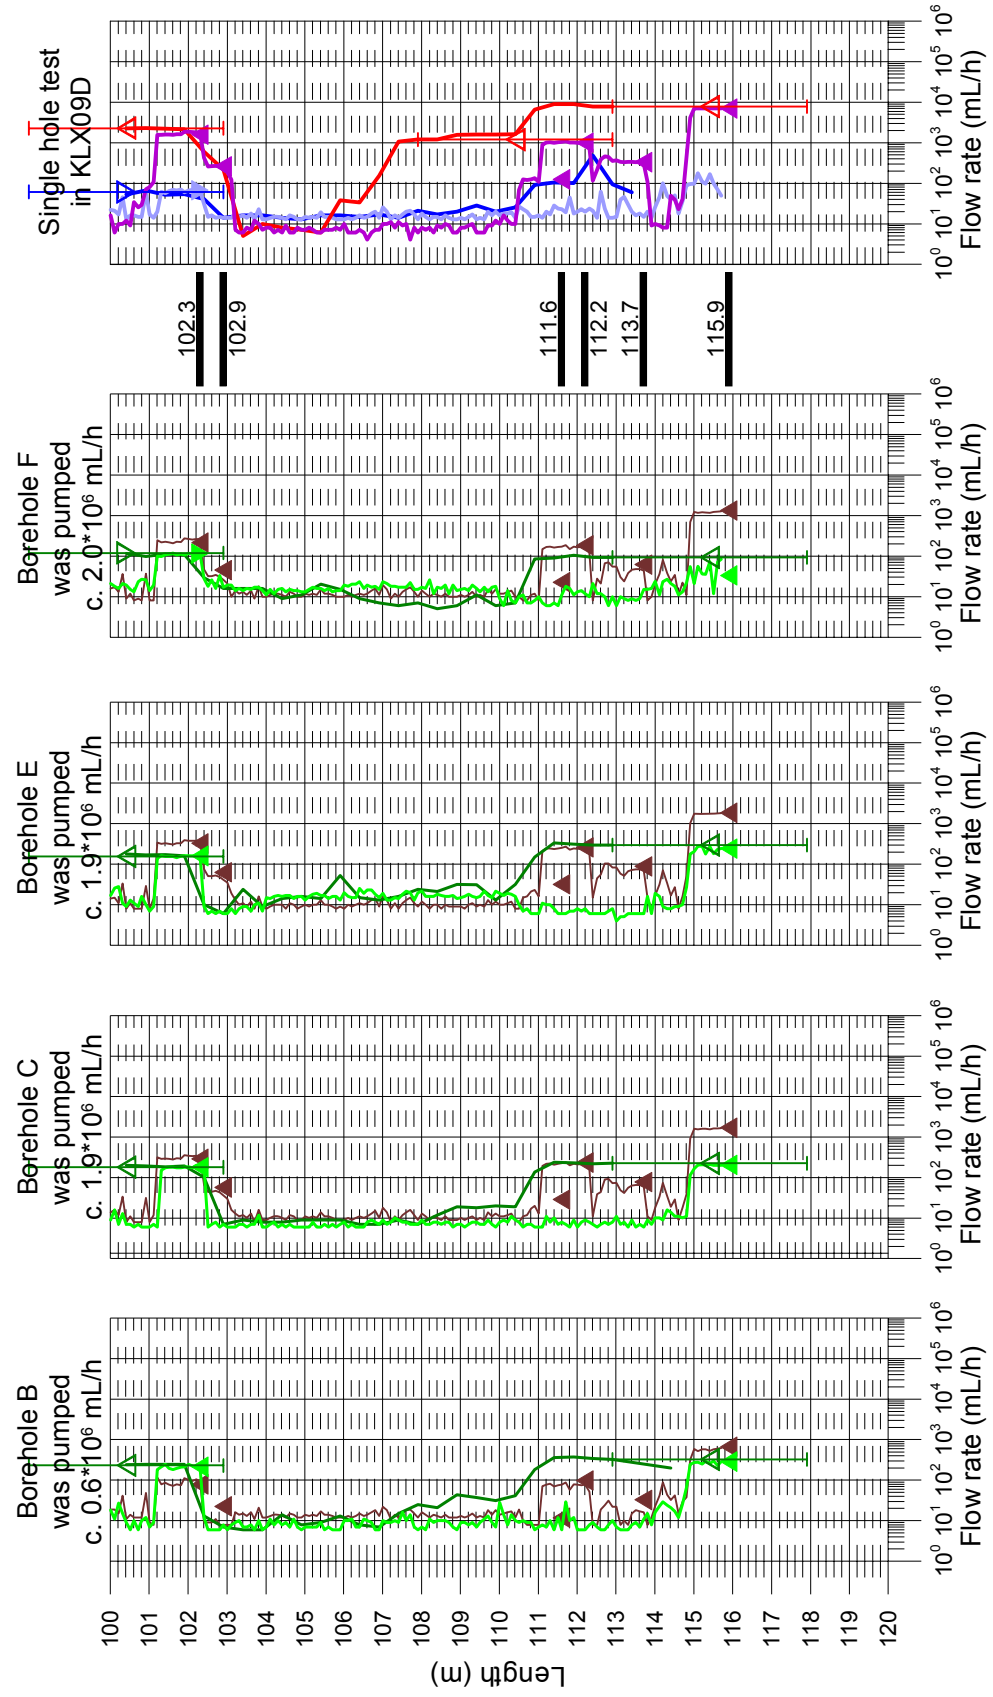 Borehole B
was pumped
c. 0.6*10⁶ mL/h
Borehole C
was pumped
c. 1.9*10⁶ mL/h
Borehole E
was pumped
c. 1.9*10⁶ mL/h
Borehole F
was pumped
c. 2.0*10⁶ mL/h
Single hole test
in KLX09D
102.3
102.9
111.6
112.2
113.7
115.9
Length (m)
100
101
102
103
104
105
106
107
108
109
110
111
112
113
114
115
116
117
118
119
120
10⁰ 10¹ 10² 10³ 10⁴ 10⁵ 10⁶
Flow rate (mL/h)
10⁰ 10¹ 10² 10³ 10⁴ 10⁵ 10⁶
Flow rate (mL/h)
10⁰ 10¹ 10² 10³ 10⁴ 10⁵ 10⁶
Flow rate (mL/h)
10⁰ 10¹ 10² 10³ 10⁴ 10⁵ 10⁶
Flow rate (mL/h)
10⁰ 10¹ 10² 10³ 10⁴ 10⁵ 10⁶
Flow rate (mL/h)